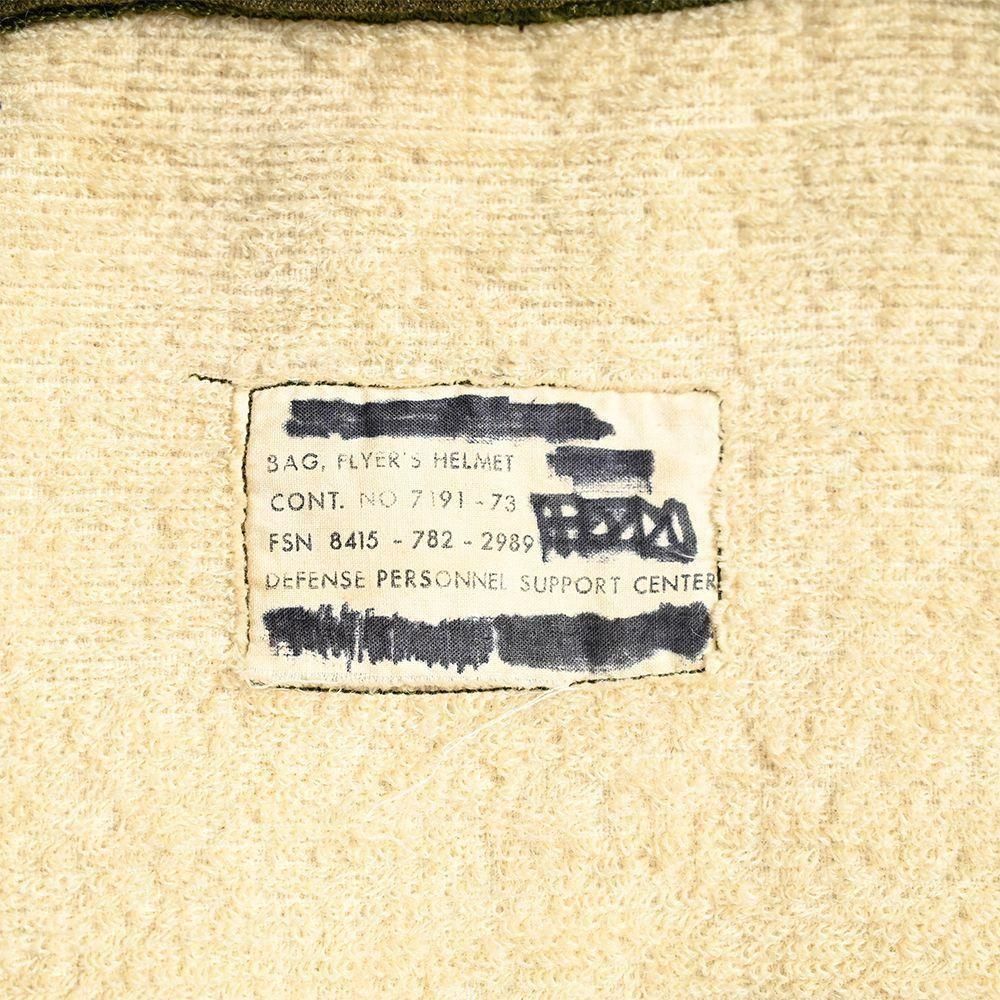 BAG, FLYER'S HELMET
CONT. NO 7191 - 73
FSN 8415 - 782 - 2989
DEFENSE PERSONNEL SUPPORT CENTER